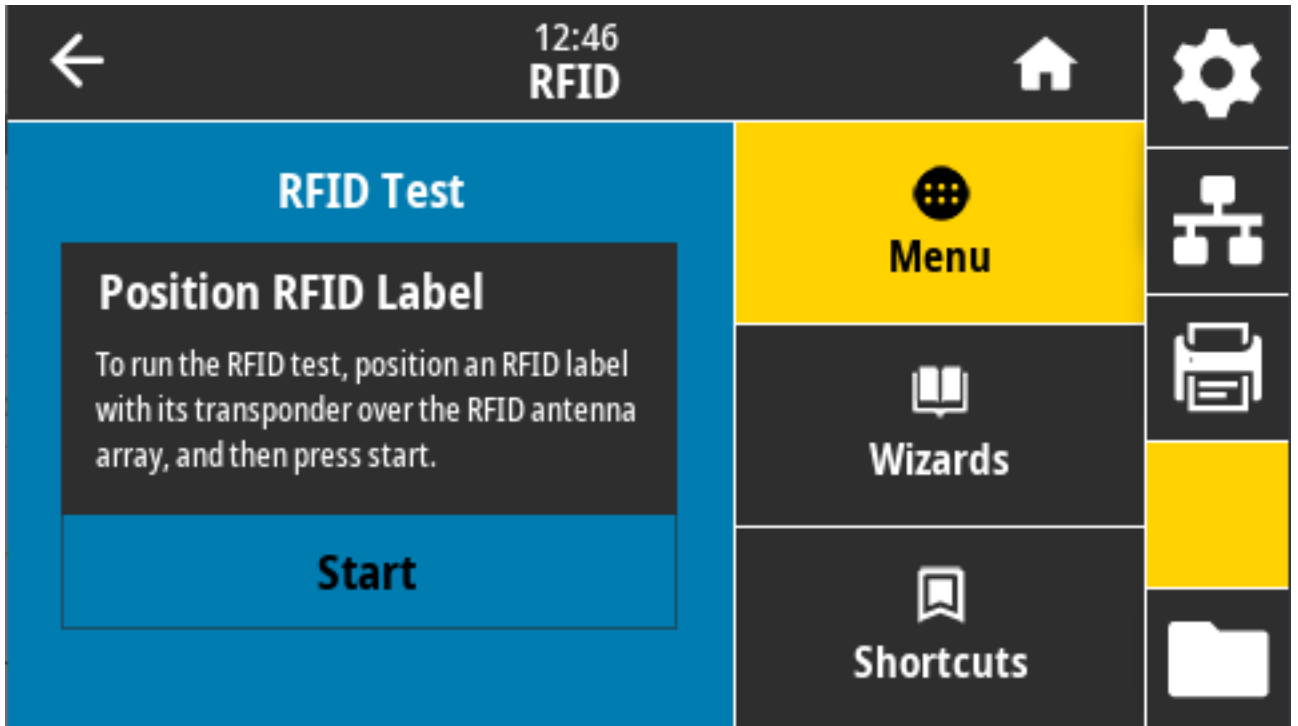 12:46
RFID
RFID Test
Position RFID Label
To run the RFID test, position an RFID label
with its transponder over the RFID antenna
array, and then press start.
Start
Menu
Wizards
Shortcuts